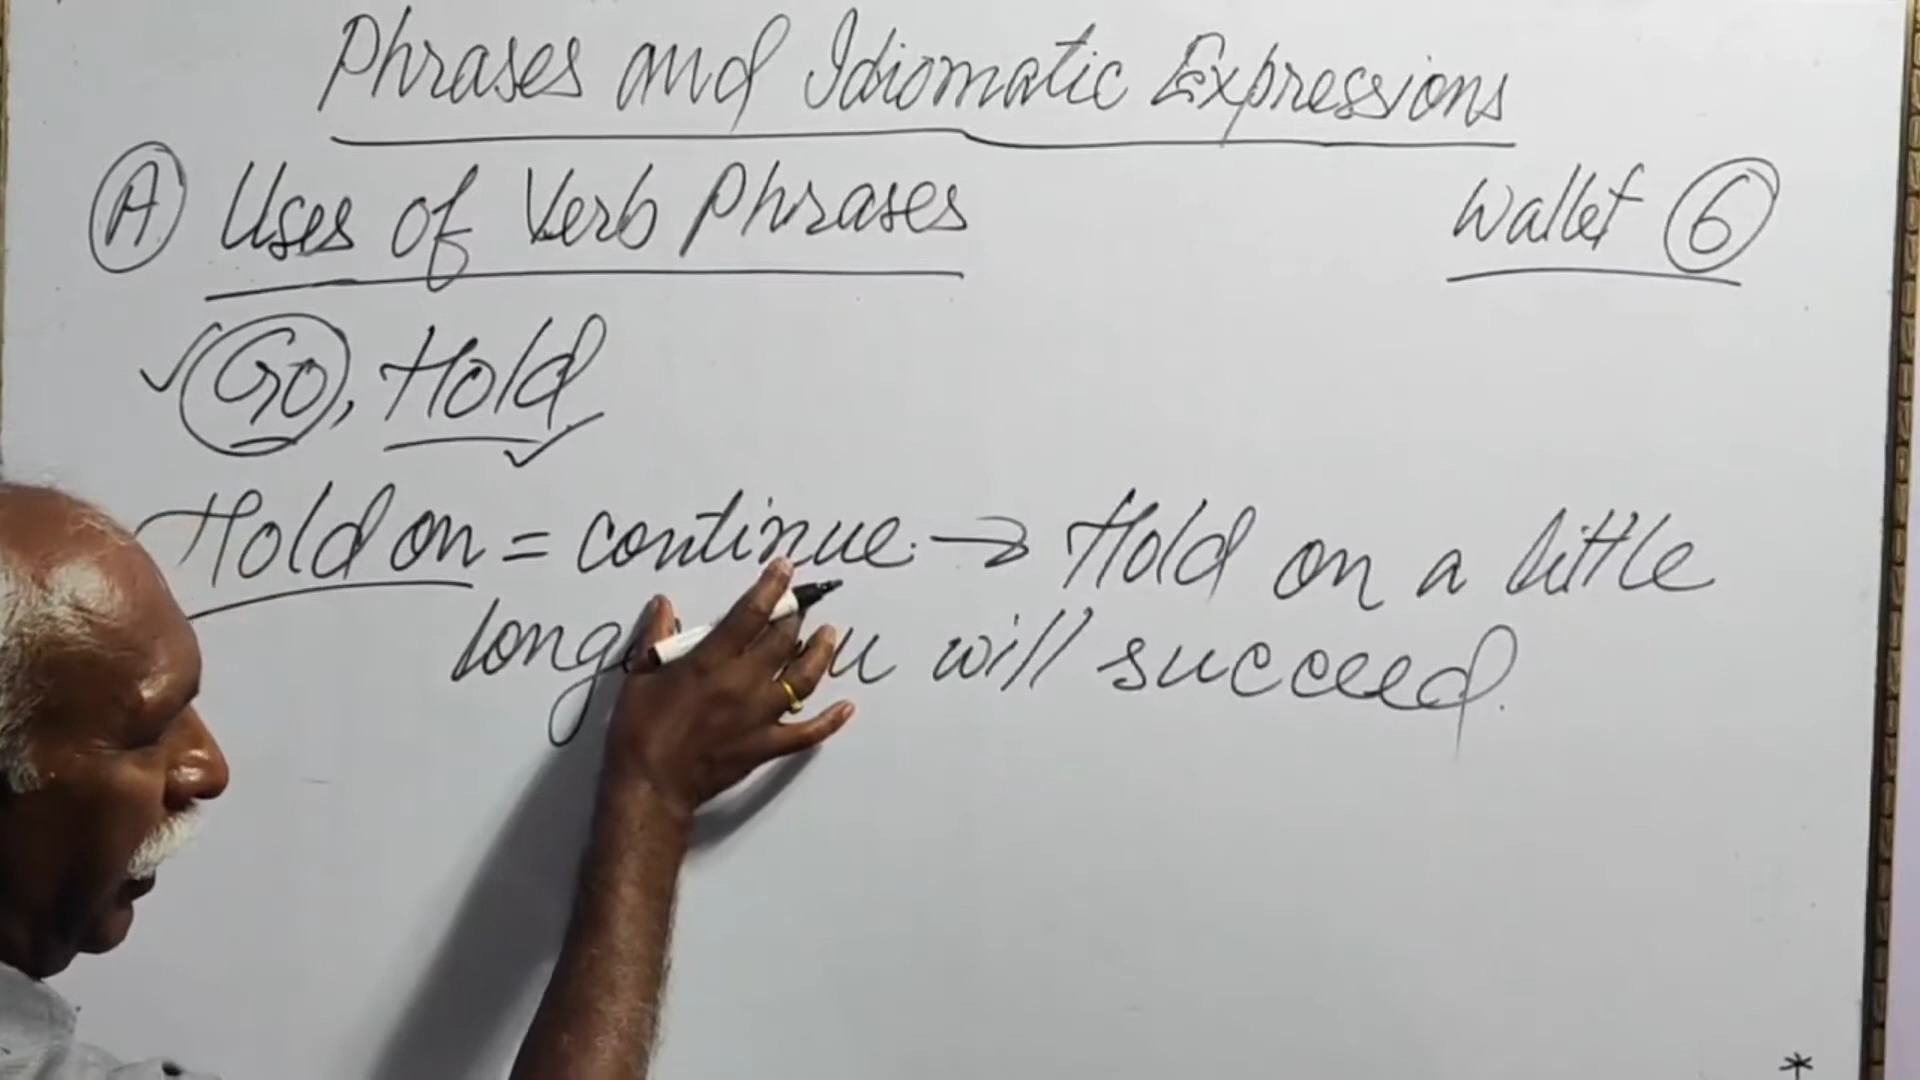 Phrases and Idiomatic Expressions
A Uses of Verb Phrases
Wallet 6
Go, Hold
Hold on = continue. → Hold on a little
will succeed.
*